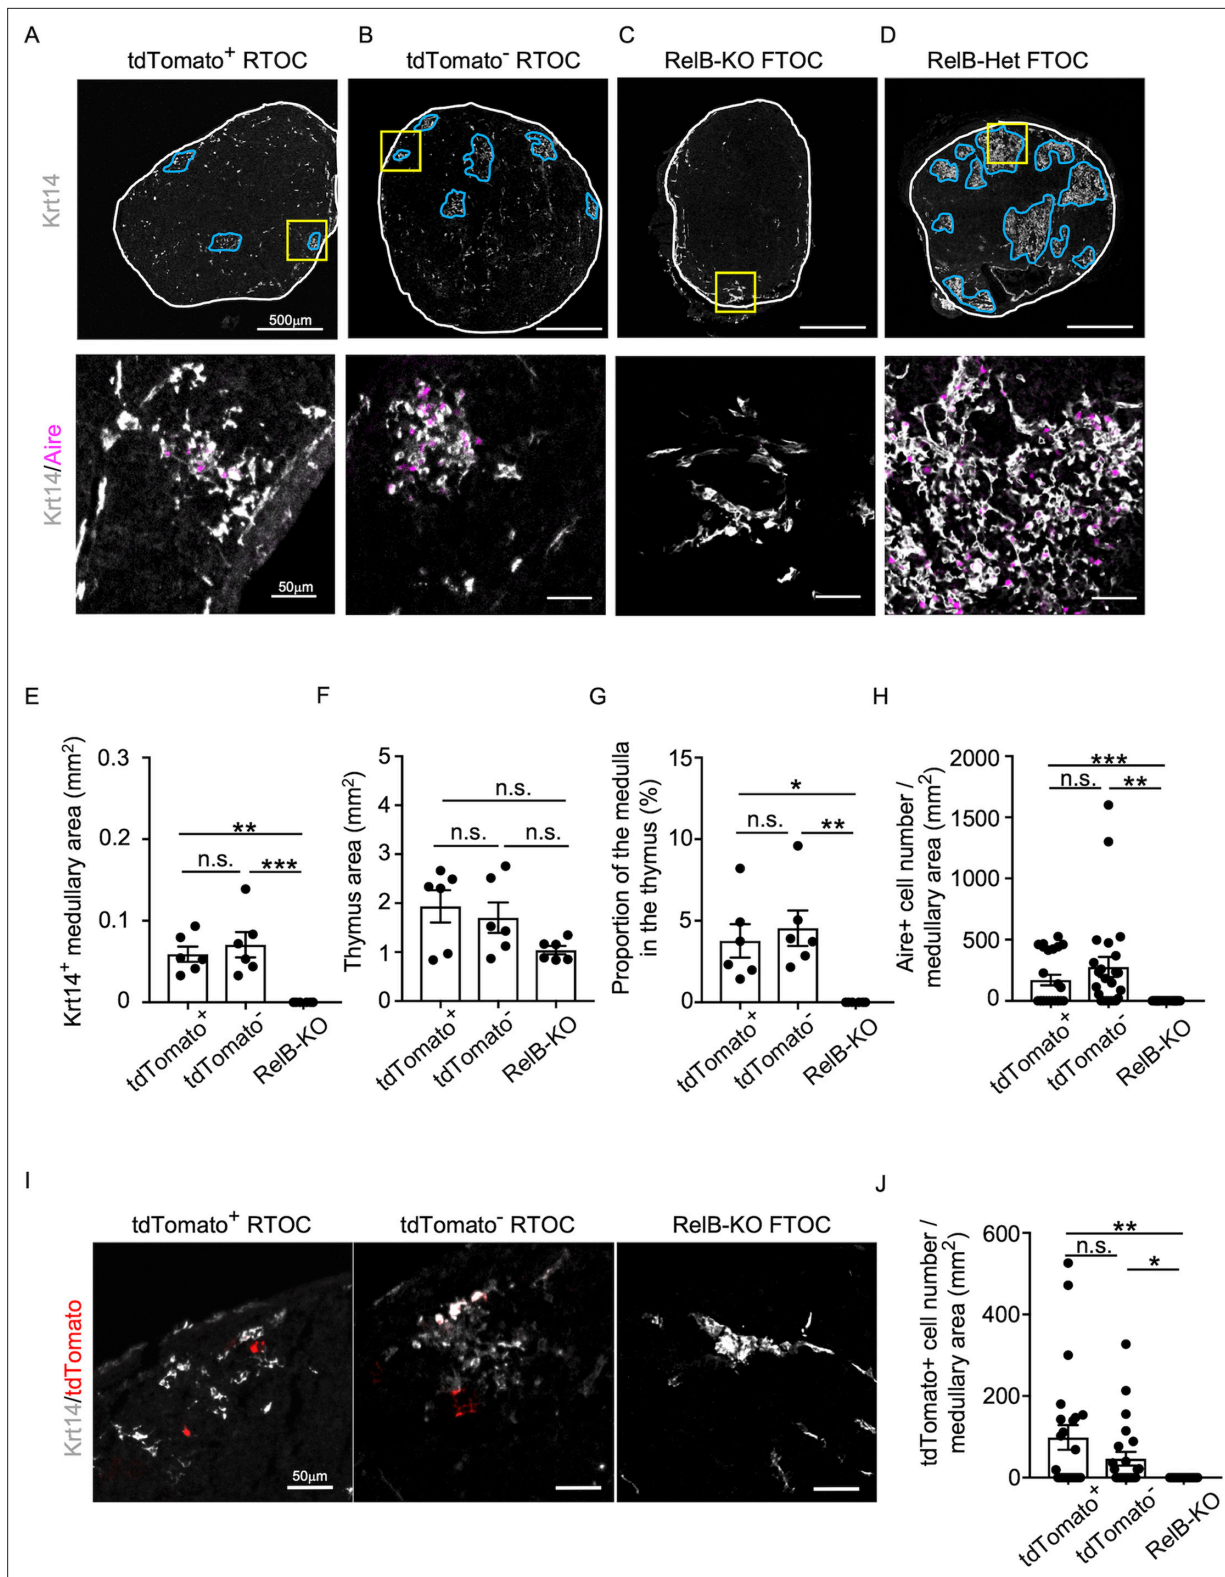 A
B
C
D
tdTomato⁺ RTOC
tdTomato⁻ RTOC
RelB-KO FTOC
RelB-Het FTOC
Krt14
500μm
Krt14/Aire
50μm
E
F
G
H
Krt14⁺ medullary area (mm²)
0.3
0.2
0.1
0
**
n.s.
***
tdTomato⁺
tdTomato⁻
RelB-KO
Thymus area (mm²)
5
4
3
2
1
0
n.s.
n.s.
n.s.
tdTomato⁺
tdTomato⁻
RelB-KO
Proportion of the medulla
in the thymus (%)
15
10
5
0
*
n.s.
**
tdTomato⁺
tdTomato⁻
RelB-KO
Aire+ cell number /
medullary area (mm²)
2000
1500
1000
500
0
***
n.s.
**
tdTomato⁺
tdTomato⁻
RelB-KO
I
J
tdTomato⁺ RTOC
tdTomato⁻ RTOC
RelB-KO FTOC
Krt14/tdTomato
50μm
tdTomato+ cell number /
medullary area (mm²)
600
400
200
0
**
n.s.
*
tdTomato⁺
tdTomato⁻
RelB-KO